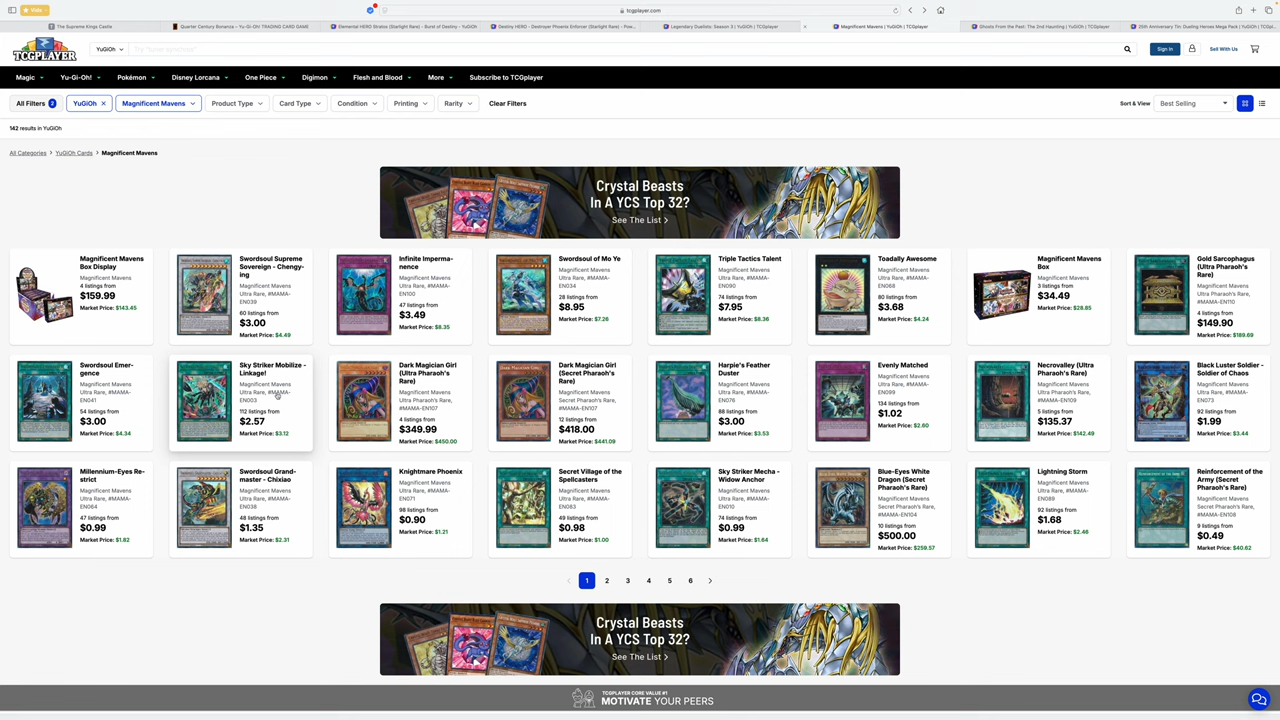 Vids
tcgplayer.com
The Supreme Kings Castle
Quarter Century Bonanza – Yu-Gi-Oh! TRADING CARD GAME
Elemental HERO Stratos (Starlight Rare) - Burst of Destiny - YuGiOh
Destiny HERO - Destroyer Phoenix Enforcer (Starlight Rare) - Pow...
Legendary Duelists: Season 3 | YuGiOh | TCGplayer
Magnificent Mavens | YuGiOh | TCGplayer
Ghosts From the Past: The 2nd Haunting | YuGiOh | TCGplayer
25th Anniversary Tin: Dueling Heroes Mega Pack | YuGiOh | TCGpl...
TCGPLAYER
YuGiOh
Sign In
Sell With Us
Magic
Yu-Gi-Oh!
Pokémon
Disney Lorcana
One Piece
Digimon
Flesh and Blood
More
Subscribe to TCGplayer
All Filters 2
YuGiOh ×
Magnificent Mavens
Product Type
Card Type
Condition
Printing
Rarity
Clear Filters
Sort & View
Best Selling
142 results in YuGiOh
All Categories > YuGiOh Cards > Magnificent Mavens
Crystal Beasts
In A YCS Top 32?
See The List >
Magnificent Mavens
Box Display
Magnificent Mavens
4 listings from
$159.99
Market Price: $143.45
Swordsoul Supreme
Sovereign - Chengy-
ing
Magnificent Mavens
Ultra Rare, #MAMA-
EN039
60 listings from
$3.00
Market Price: $4.49
Infinite Imperma-
nence
Magnificent Mavens
Ultra Rare, #MAMA-
EN100
47 listings from
$3.49
Market Price: $8.35
Swordsoul of Mo Ye
Magnificent Mavens
Ultra Rare, #MAMA-
EN034
28 listings from
$8.95
Market Price: $7.26
Triple Tactics Talent
Magnificent Mavens
Ultra Rare, #MAMA-
EN090
74 listings from
$7.95
Market Price: $8.36
Toadally Awesome
Magnificent Mavens
Ultra Rare, #MAMA-
EN068
80 listings from
$3.68
Market Price: $4.24
Magnificent Mavens
Box
Magnificent Mavens
3 listings from
$34.49
Market Price: $28.85
Gold Sarcophagus
(Ultra Pharaoh's
Rare)
Magnificent Mavens
Ultra Pharaoh's Rare,
#MAMA-EN110
4 listings from
$149.90
Market Price: $189.69
Swordsoul Emer-
gence
Magnificent Mavens
Ultra Rare, #MAMA-
EN041
54 listings from
$3.00
Market Price: $4.34
Sky Striker Mobilize -
Linkage!
Magnificent Mavens
Ultra Rare, #MAMA-
EN003
112 listings from
$2.57
Market Price: $3.12
Dark Magician Girl
(Ultra Pharaoh's
Rare)
Magnificent Mavens
Ultra Pharaoh's Rare,
#MAMA-EN107
4 listings from
$349.99
Market Price: $450.00
Dark Magician Girl
(Secret Pharaoh's
Rare)
Magnificent Mavens
Secret Pharaoh's Rare,
#MAMA-EN107
12 listings from
$418.00
Market Price: $441.09
Harpie's Feather
Duster
Magnificent Mavens
Ultra Rare, #MAMA-
EN076
88 listings from
$3.00
Market Price: $3.53
Evenly Matched
Magnificent Mavens
Ultra Rare, #MAMA-
EN099
134 listings from
$1.02
Market Price: $2.60
Necrovalley (Ultra
Pharaoh's Rare)
Magnificent Mavens
Ultra Pharaoh's Rare,
#MAMA-EN109
5 listings from
$135.37
Market Price: $142.49
Black Luster Soldier -
Soldier of Chaos
Magnificent Mavens
Ultra Rare, #MAMA-
EN073
92 listings from
$1.99
Market Price: $3.44
Millennium-Eyes Re-
strict
Magnificent Mavens
Ultra Rare, #MAMA-
EN064
47 listings from
$0.99
Market Price: $1.82
Swordsoul Grand-
master - Chixiao
Magnificent Mavens
Ultra Rare, #MAMA-
EN038
48 listings from
$1.35
Market Price: $2.31
Knightmare Phoenix
Magnificent Mavens
Ultra Rare, #MAMA-
EN071
98 listings from
$0.90
Market Price: $1.21
Secret Village of the
Spellcasters
Magnificent Mavens
Ultra Rare, #MAMA-
EN083
49 listings from
$0.98
Market Price: $1.00
Sky Striker Mecha -
Widow Anchor
Magnificent Mavens
Ultra Rare, #MAMA-
EN010
74 listings from
$0.99
Market Price: $1.64
Blue-Eyes White
Dragon (Secret
Pharaoh's Rare)
Magnificent Mavens
Secret Pharaoh's Rare,
#MAMA-EN104
10 listings from
$500.00
Market Price: $259.57
Lightning Storm
Magnificent Mavens
Ultra Rare, #MAMA-
EN089
92 listings from
$1.68
Market Price: $2.46
Reinforcement of the
Army (Secret
Pharaoh's Rare)
Magnificent Mavens
Secret Pharaoh's Rare,
#MAMA-EN108
9 listings from
$0.49
Market Price: $40.62
1 2 3 4 5 6
Crystal Beasts
In A YCS Top 32?
See The List >
TCGPLAYER CORE VALUE #1
MOTIVATE YOUR PEERS